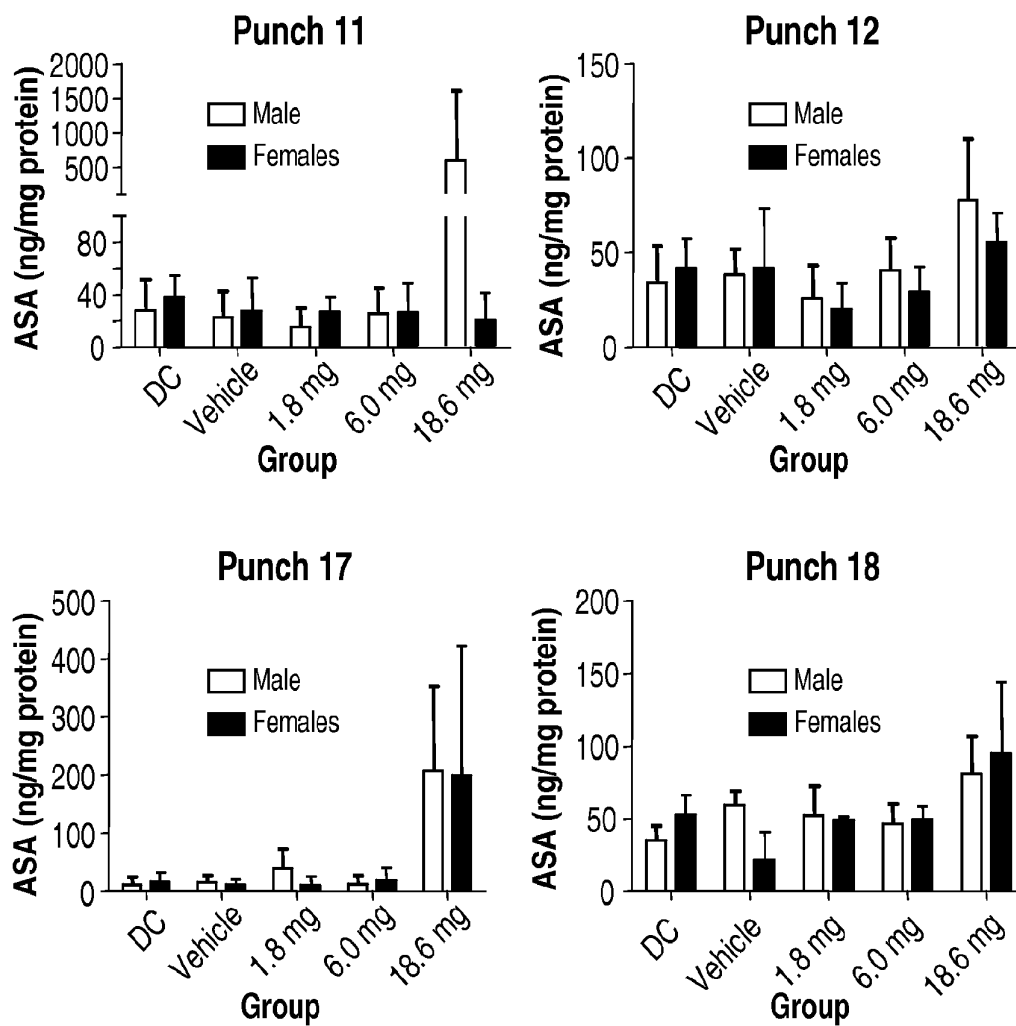 Punch 11
ASA (ng/mg protein)
2000
1500
1000
500
80
40
0
Male
Females
DC
Vehicle
1.8 mg
6.0 mg
18.6 mg
Group
Punch 12
ASA (ng/mg protein)
150
100
50
0
Male
Females
DC
Vehicle
1.8 mg
6.0 mg
18.6 mg
Group
Punch 17
ASA (ng/mg protein)
500
400
300
200
100
0
Male
Females
DC
Vehicle
1.8 mg
6.0 mg
18.6 mg
Group
Punch 18
ASA (ng/mg protein)
200
150
100
50
0
Male
Females
DC
Vehicle
1.8 mg
6.0 mg
18.6 mg
Group